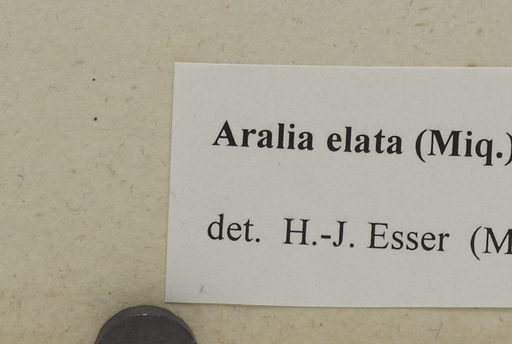 Aralia elata (Miq.)
det. H.-J. Esser (M